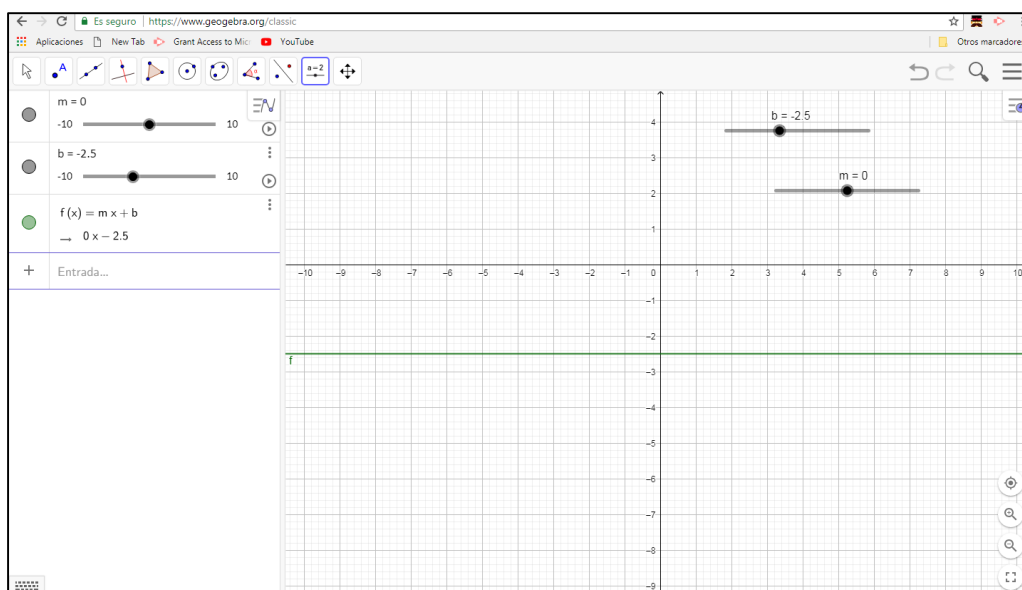 Es seguro | https://www.geogebra.org/classic
Aplicaciones New Tab Grant Access to Mic YouTube Otros marcadores
A a=2
m = 0
-10 10
b = -2.5
-10 10
f (x) = m x + b
→ 0 x − 2.5
+ Entrada...
b = -2.5
m = 0
4
3
2
1
−10 −9 −8 −7 −6 −5 −4 −3 −2 −1 0 1 2 3 4 5 6 7 8 9 10
−1
−2
f
−3
−4
−5
−6
−7
−8
−9